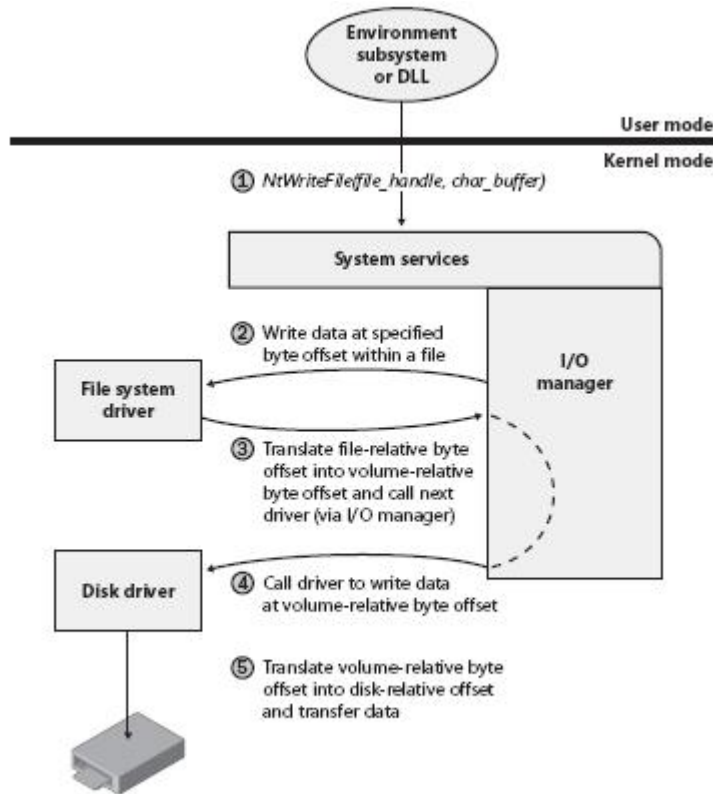 Environment
subsystem
or DLL
User mode
Kernel mode
1 NtWriteFile(file_handle, char_buffer)
System services
2 Write data at specified
byte offset within a file
I/O
manager
File system
driver
3 Translate file-relative byte
offset into volume-relative
byte offset and call next
driver (via I/O manager)
Disk driver
4 Call driver to write data
at volume-relative byte offset
5 Translate volume-relative byte
offset into disk-relative offset
and transfer data